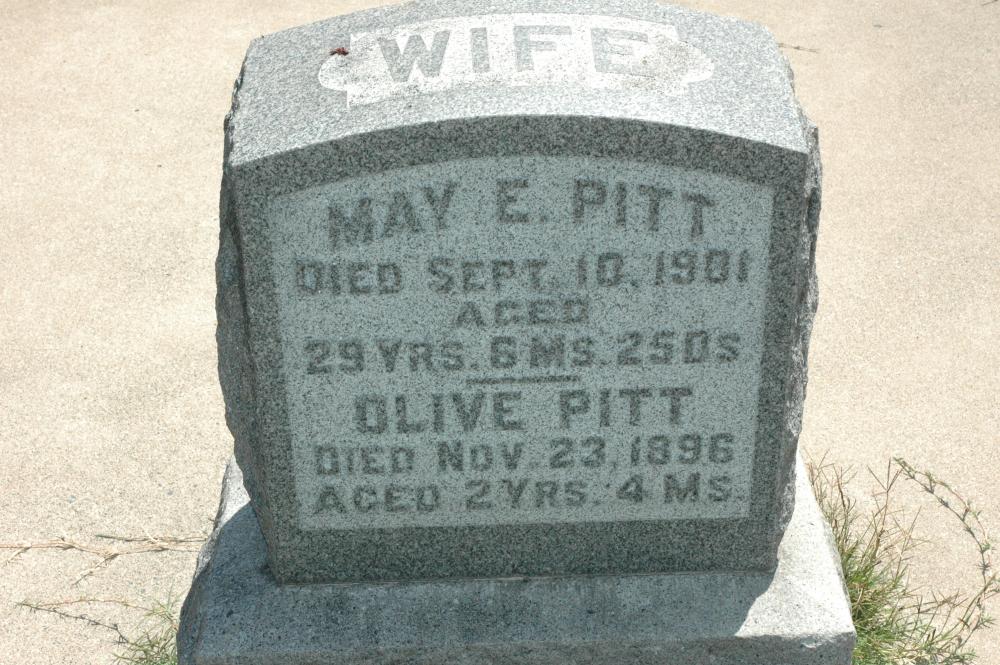 WIFE
MAY E. PITT
DIED SEPT. 10, 1901
AGED
29 YRS. 6 MS. 25 DS
OLIVE PITT
DIED NOV. 23, 1896
AGED 2 YRS. 4 MS.